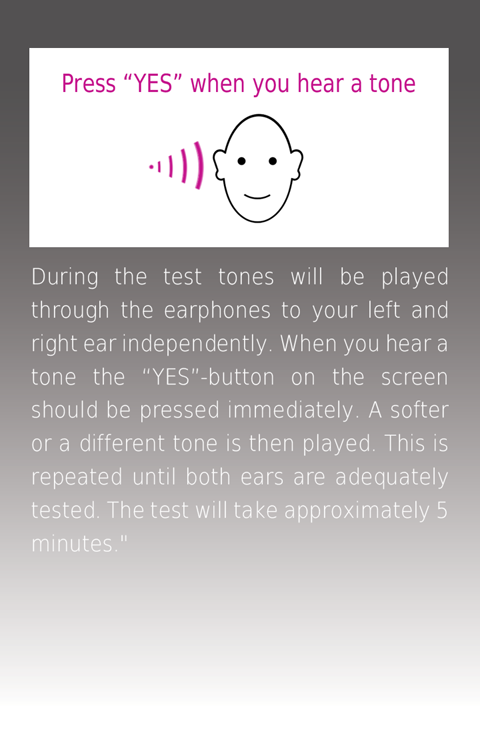 Press “YES” when you hear a tone
During the test tones will be played
through the earphones to your left and
right ear independently. When you hear a
tone the “YES”-button on the screen
should be pressed immediately. A softer
or a different tone is then played. This is
repeated until both ears are adequately
tested. The test will take approximately 5
minutes."